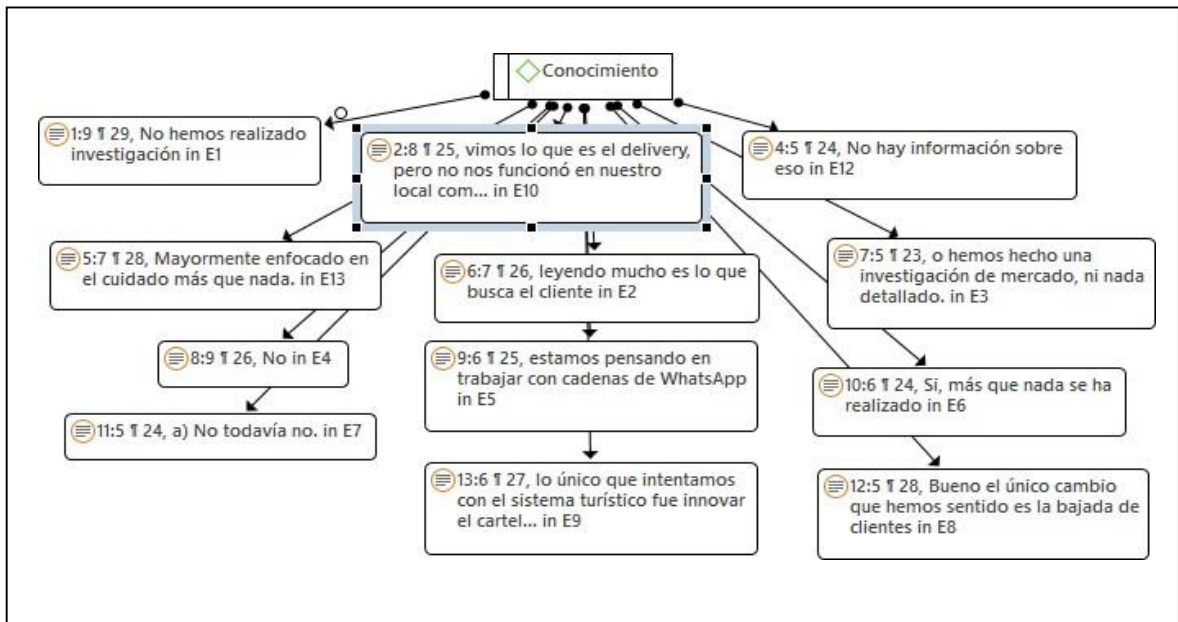 Conocimiento
1:9 ¶ 29, No hemos realizado
investigación in E1
2:8 ¶ 25, vimos lo que es el delivery,
pero no nos funcionó en nuestro
local com... in E10
4:5 ¶ 24, No hay información sobre
eso in E12
5:7 ¶ 28, Mayormente enfocado en
el cuidado más que nada. in E13
6:7 ¶ 26, leyendo mucho es lo que
busca el cliente in E2
7:5 ¶ 23, o hemos hecho una
investigación de mercado, ni nada
detallado. in E3
8:9 ¶ 26, No in E4
9:6 ¶ 25, estamos pensando en
trabajar con cadenas de WhatsApp
in E5
10:6 ¶ 24, Si, más que nada se ha
realizado in E6
11:5 ¶ 24, a) No todavía no. in E7
13:6 ¶ 27, lo único que intentamos
con el sistema turístico fue innovar
el cartel... in E9
12:5 ¶ 28, Bueno el único cambio
que hemos sentido es la bajada de
clientes in E8